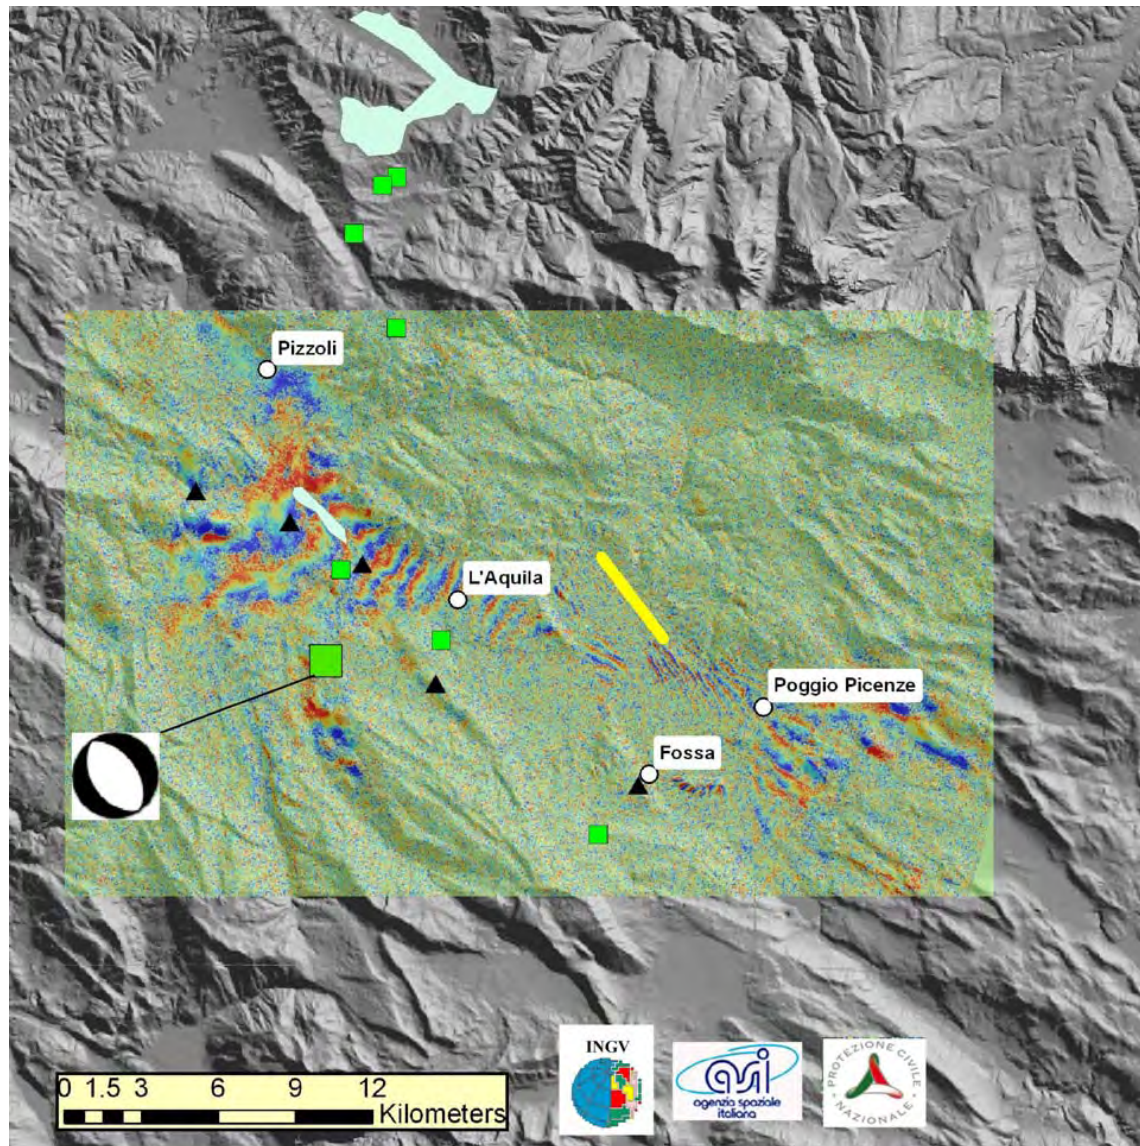 Pizzoli
L'Aquila
Poggio Picenze
Fossa
0 1.5 3 6 9 12
Kilometers
INGV
asi
agenzia spaziale
italiana
PROTEZIONE CIVILE
NAZIONALE